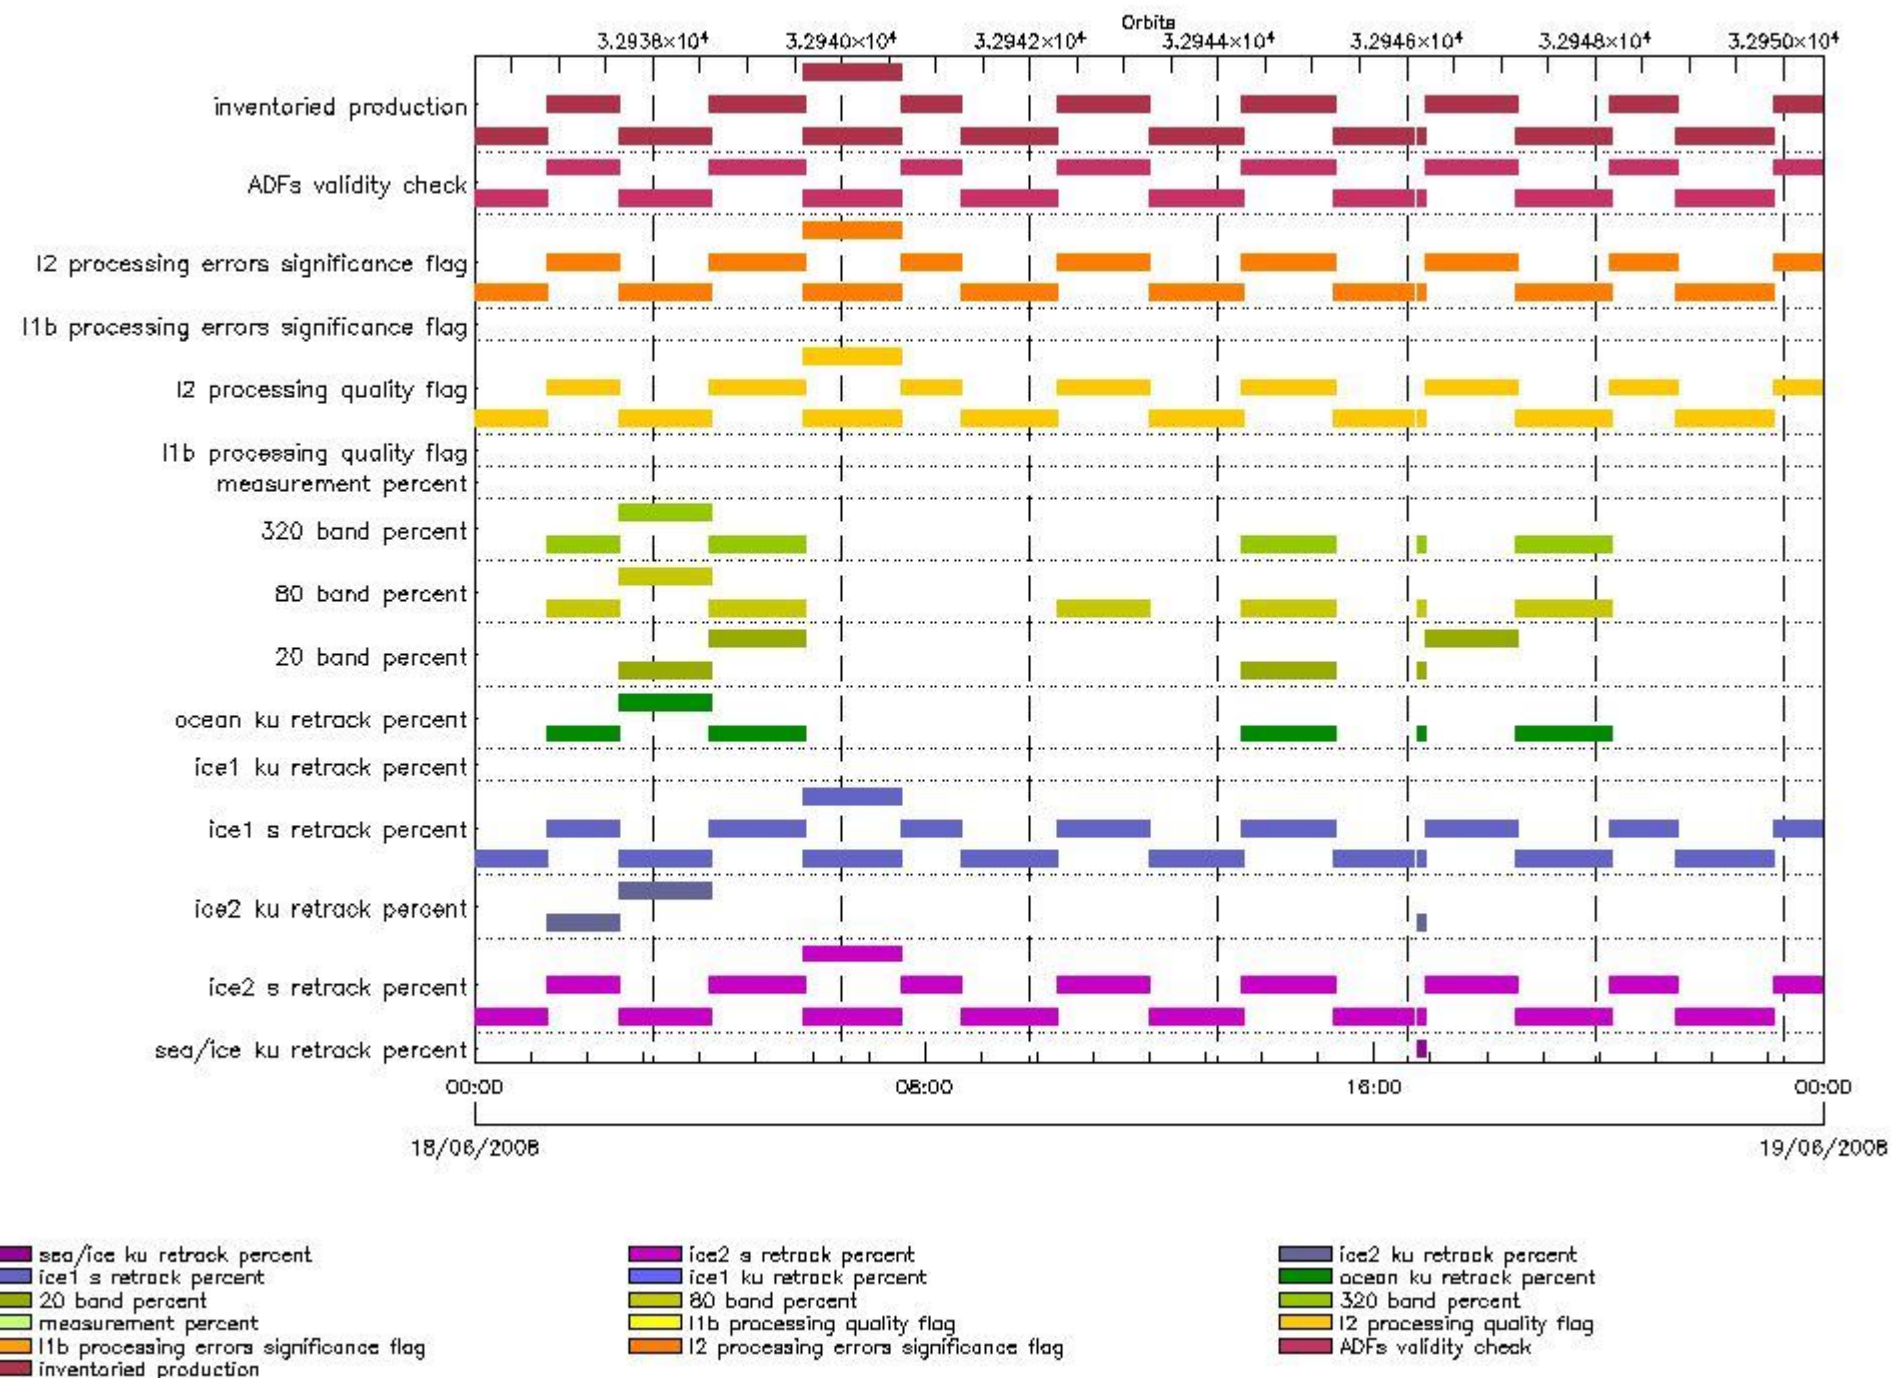 Orbits
3.2938×10⁴ 3.2940×10⁴ 3.2942×10⁴ 3.2944×10⁴ 3.2946×10⁴ 3.2948×10⁴ 3.2950×10⁴
inventoried production
ADFs validity check
l2 processing errors significance flag
l1b processing errors significance flag
l2 processing quality flag
l1b processing quality flag
measurement percent
320 band percent
80 band percent
20 band percent
ocean ku retrack percent
ice1 ku retrack percent
ice1 s retrack percent
ice2 ku retrack percent
ice2 s retrack percent
sea/ice ku retrack percent
00:00 08:00 16:00 00:00
18/06/2008 19/06/2008
sea/ice ku retrack percent ice2 s retrack percent ice2 ku retrack percent
ice1 s retrack percent ice1 ku retrack percent ocean ku retrack percent
20 band percent 80 band percent 320 band percent
measurement percent l1b processing quality flag l2 processing quality flag
l1b processing errors significance flag l2 processing errors significance flag ADFs validity check
inventoried production